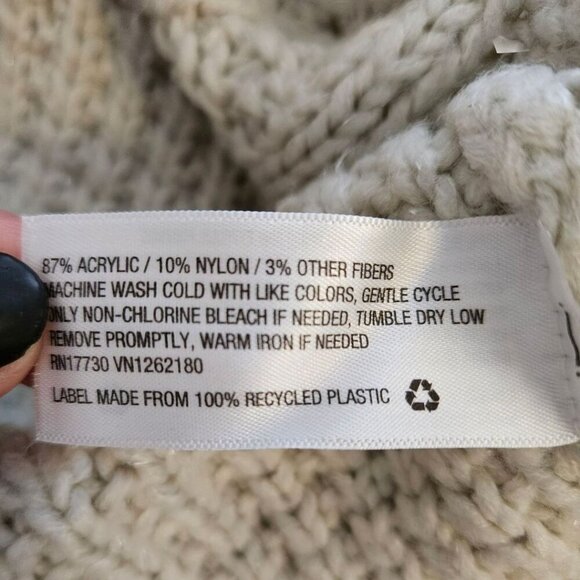 87% ACRYLIC / 10% NYLON / 3% OTHER FIBERS
MACHINE WASH COLD WITH LIKE COLORS, GENTLE CYCLE
ONLY NON-CHLORINE BLEACH IF NEEDED, TUMBLE DRY LOW
REMOVE PROMPTLY, WARM IRON IF NEEDED
RN17730 VN1262180
LABEL MADE FROM 100% RECYCLED PLASTIC